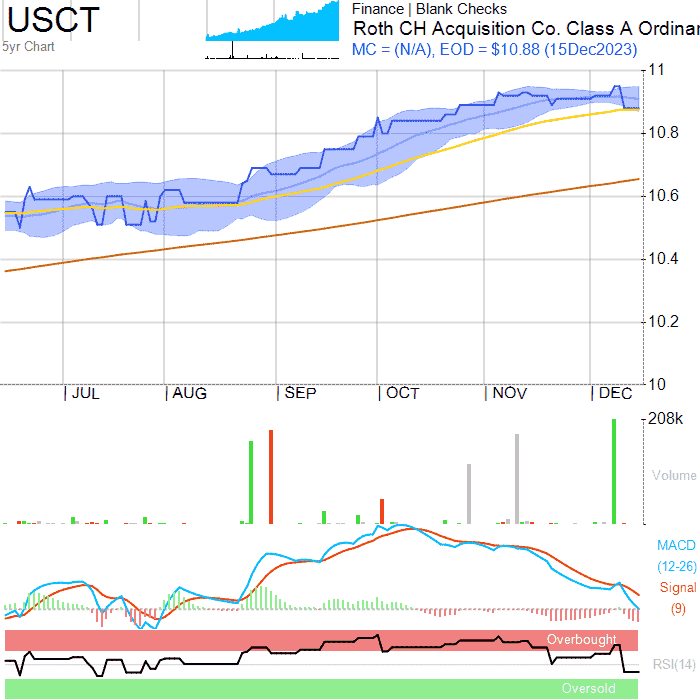 USCT
5yr Chart
Finance | Blank Checks
Roth CH Acquisition Co. Class A Ordinar
MC = (N/A), EOD = $10.88 (15Dec2023)
11
10.8
10.6
10.4
10.2
10
JUL AUG SEP OCT NOV DEC
208k
Volume
MACD
(12-26)
Signal
(9)
Overbought
RSI(14)
Oversold